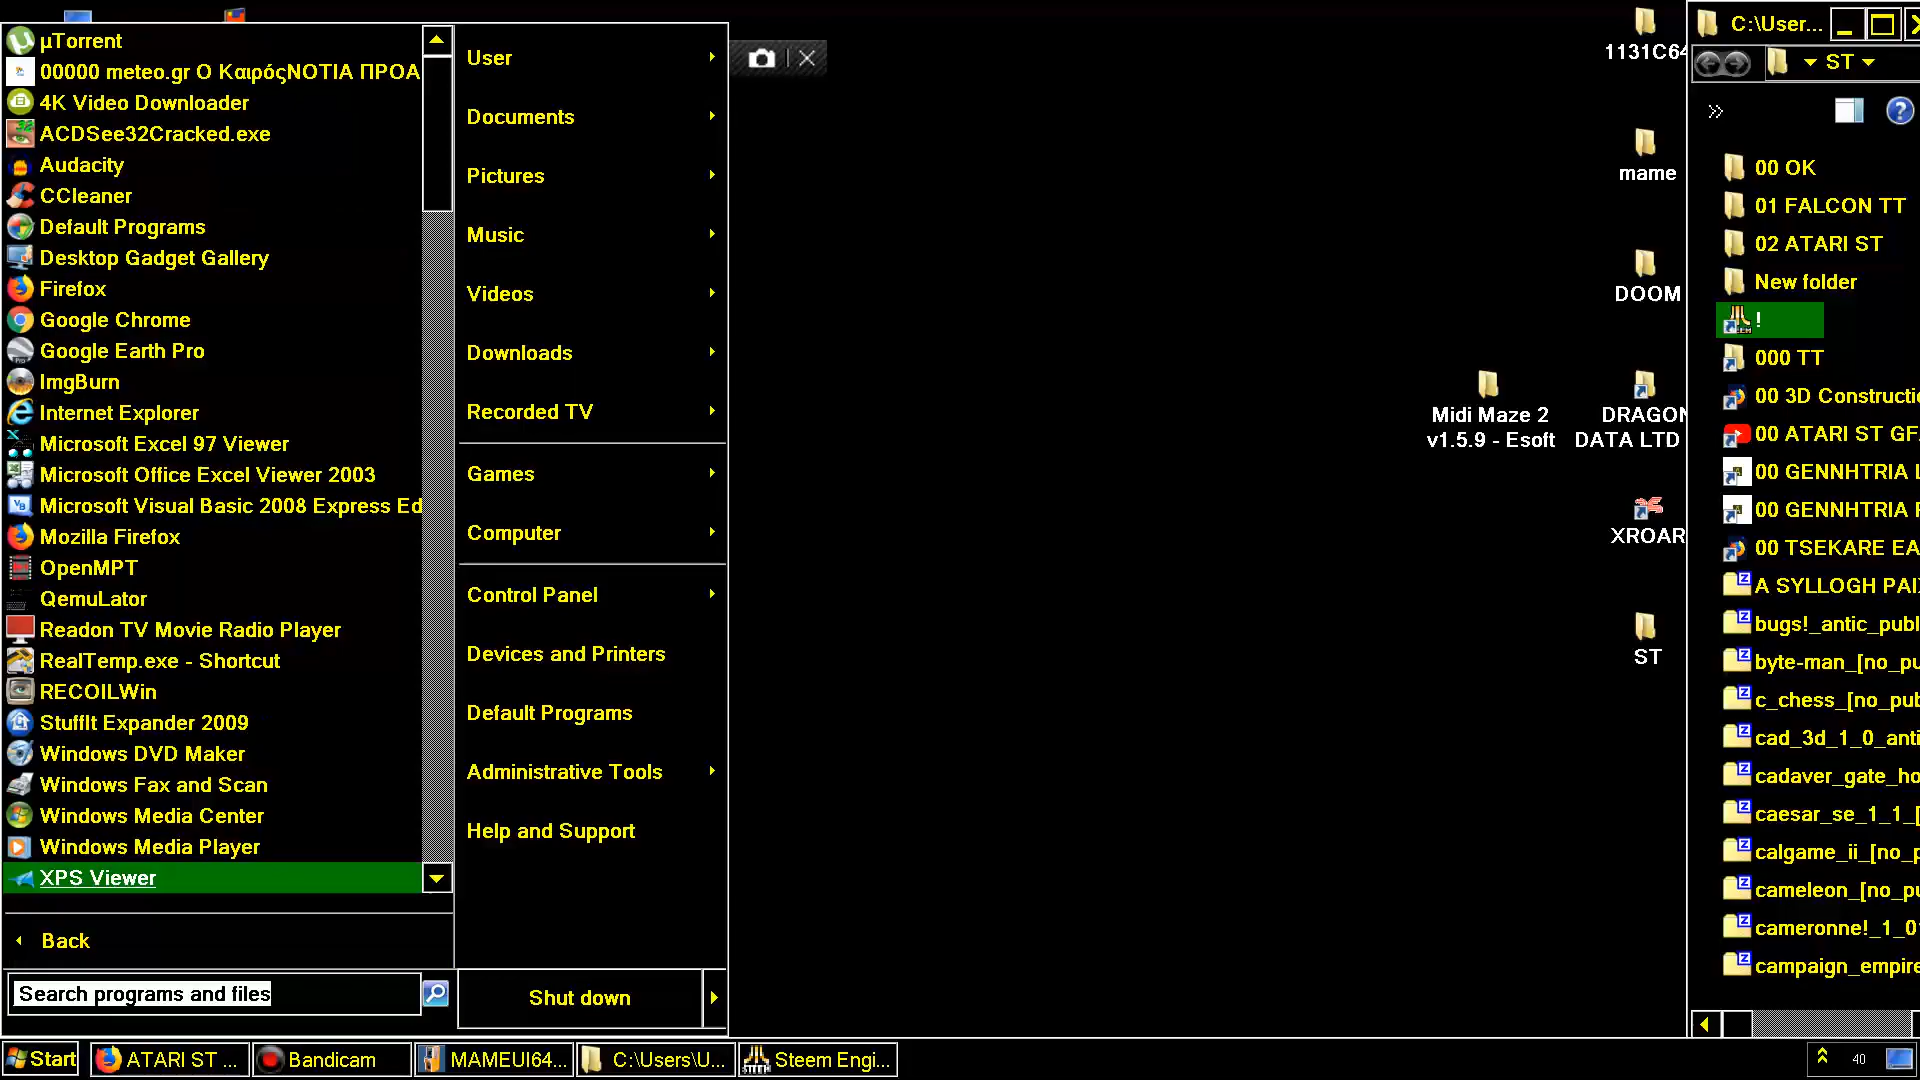 µTorrent
00000 meteo.gr Ο ΚαιρόςΝΟΤΙΑ ΠΡΟΑ
4K Video Downloader
ACDSee32Cracked.exe
Audacity
CCleaner
Default Programs
Desktop Gadget Gallery
Firefox
Google Chrome
Google Earth Pro
ImgBurn
Internet Explorer
Microsoft Excel 97 Viewer
Microsoft Office Excel Viewer 2003
Microsoft Visual Basic 2008 Express Ed
Mozilla Firefox
OpenMPT
QemuLator
Readon TV Movie Radio Player
RealTemp.exe - Shortcut
RECOILWin
StuffIt Expander 2009
Windows DVD Maker
Windows Fax and Scan
Windows Media Center
Windows Media Player
XPS Viewer
Back
Search programs and files
User
Documents
Pictures
Music
Videos
Downloads
Recorded TV
Games
Computer
Control Panel
Devices and Printers
Default Programs
Administrative Tools
Help and Support
Shut down
1131C64
mame
DOOM
Midi Maze 2
v1.5.9 - Esoft
DRAGON
DATA LTD
XROAR
ST
C:\User...
ST
00 OK
01 FALCON TT
02 ATARI ST
New folder
!
000 TT
00 3D Constructi
00 ATARI ST GF
00 GENNHTRIA
00 GENNHTRIA
00 TSEKARE EA
A SYLLOGH PAI
bugs!_antic_publ
byte-man_[no_pu
c_chess_[no_pub
cad_3d_1_0_anti
cadaver_gate_ho
caesar_se_1_1_[
calgame_ii_[no_p
cameleon_[no_pu
cameronne!_1_0
campaign_empire
Start
ATARI ST ...
Bandicam
MAMEUI64...
C:\Users\U...
Steem Engi...
40